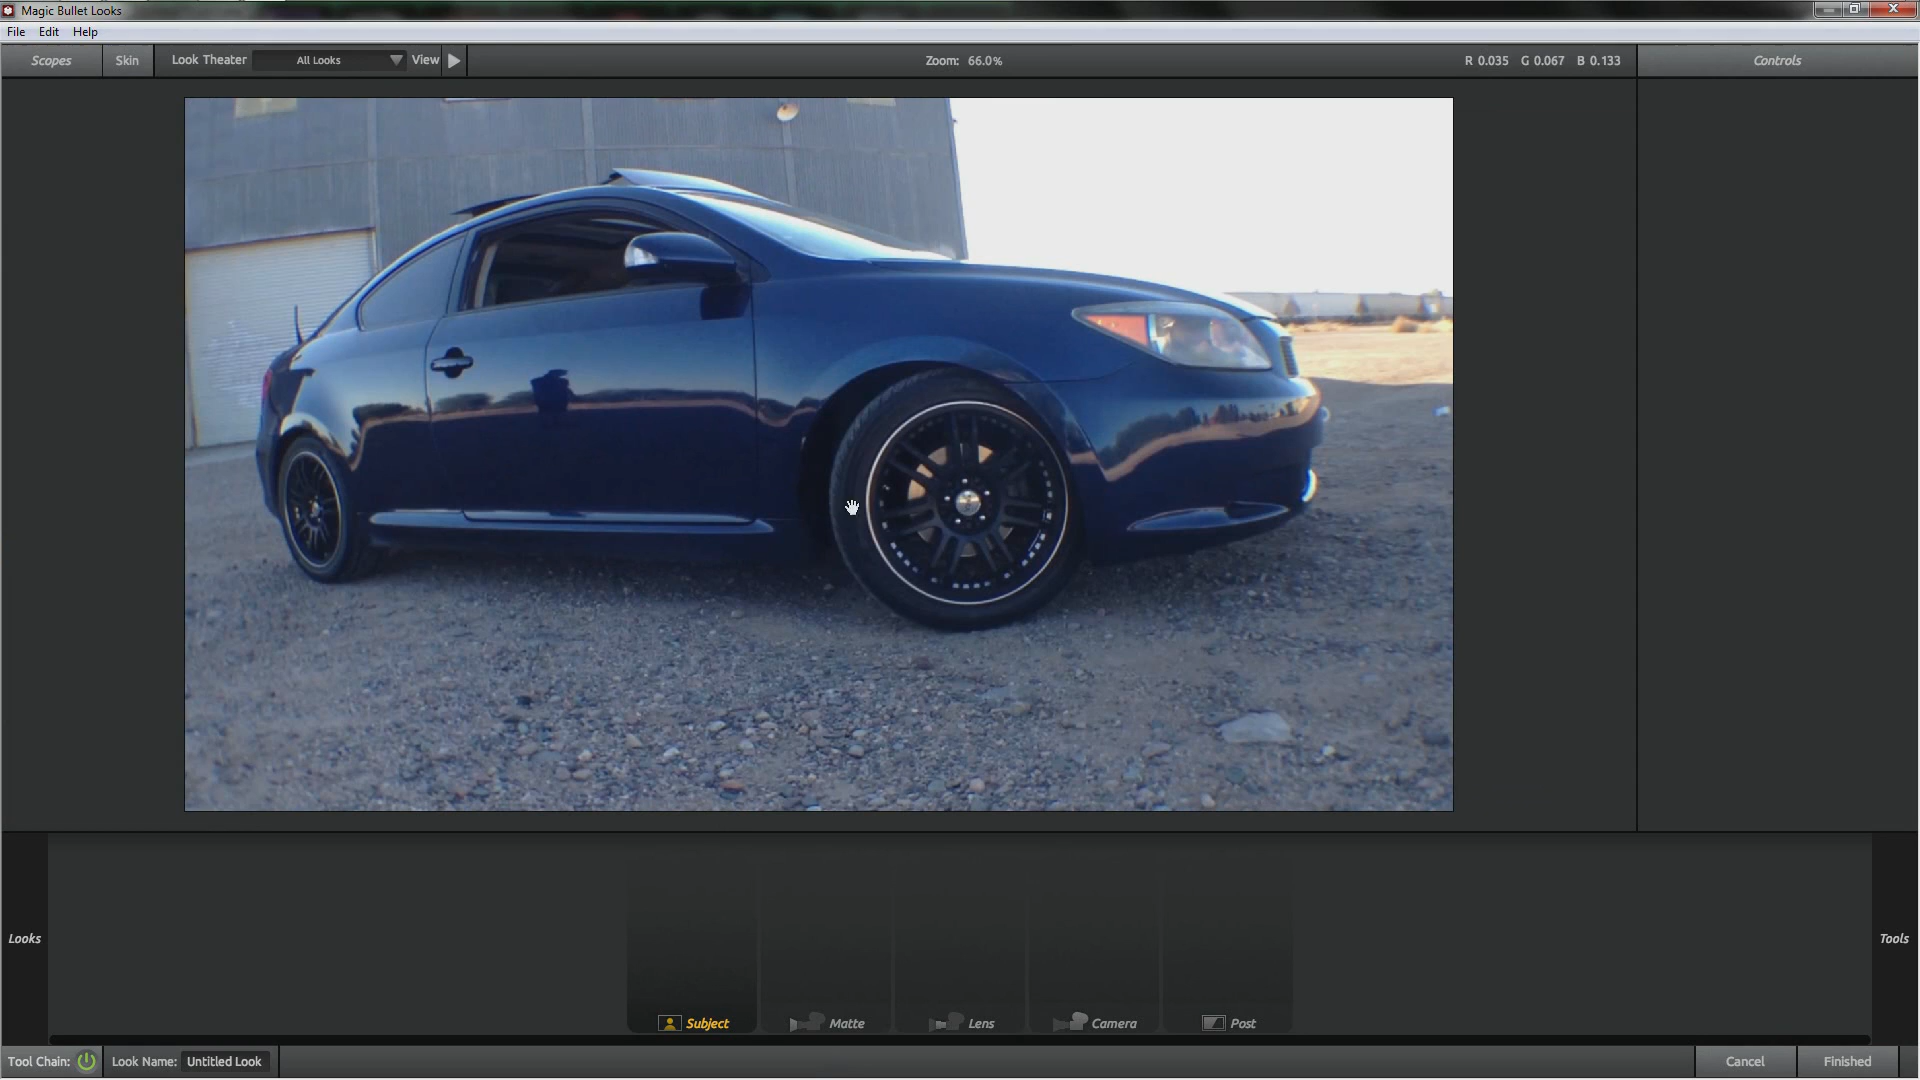 Magic Bullet Looks
File Edit Help
Scopes Skin Look Theater All Looks View Zoom: 66.0% R 0.035 G 0.067 B 0.133 Controls
Looks Tools
Subject Matte Lens Camera Post
Tool Chain: Look Name: Untitled Look Cancel Finished